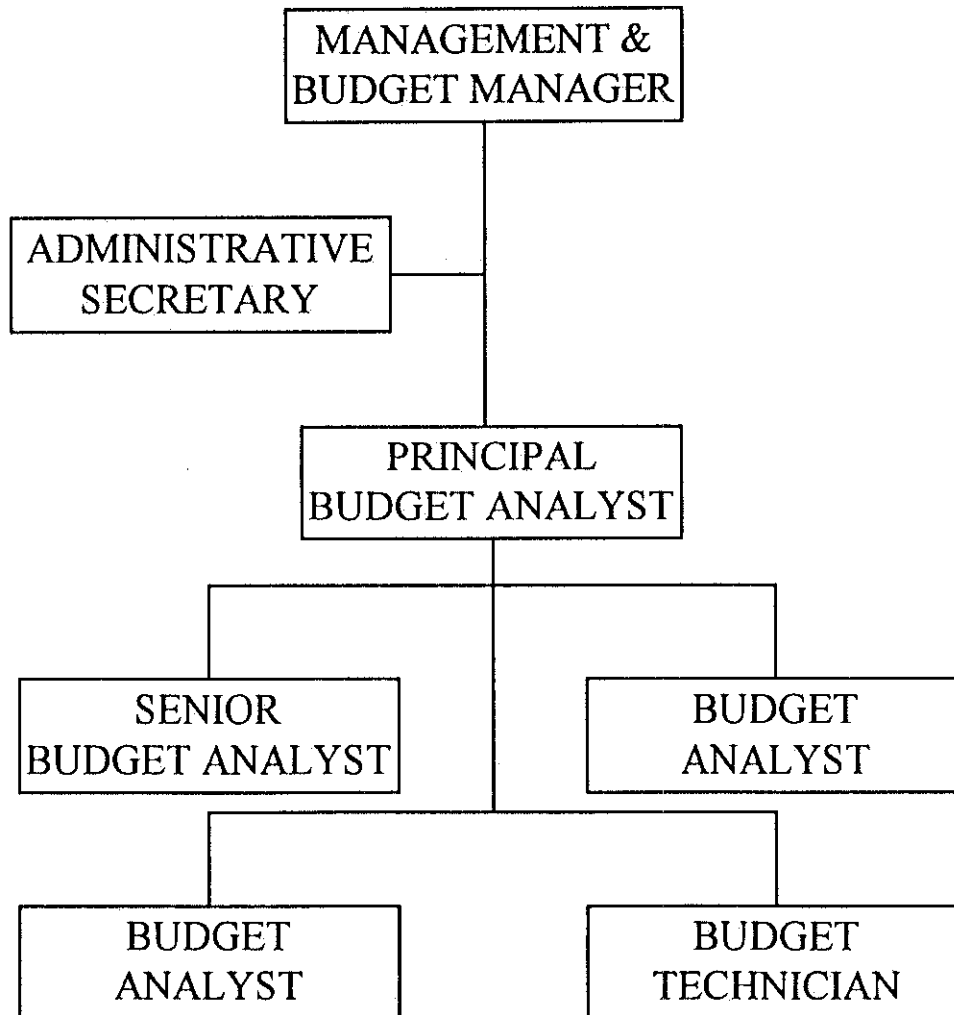 MANAGEMENT &
BUDGET MANAGER
ADMINISTRATIVE
SECRETARY
PRINCIPAL
BUDGET ANALYST
SENIOR
BUDGET ANALYST
BUDGET
ANALYST
BUDGET
ANALYST
BUDGET
TECHNICIAN